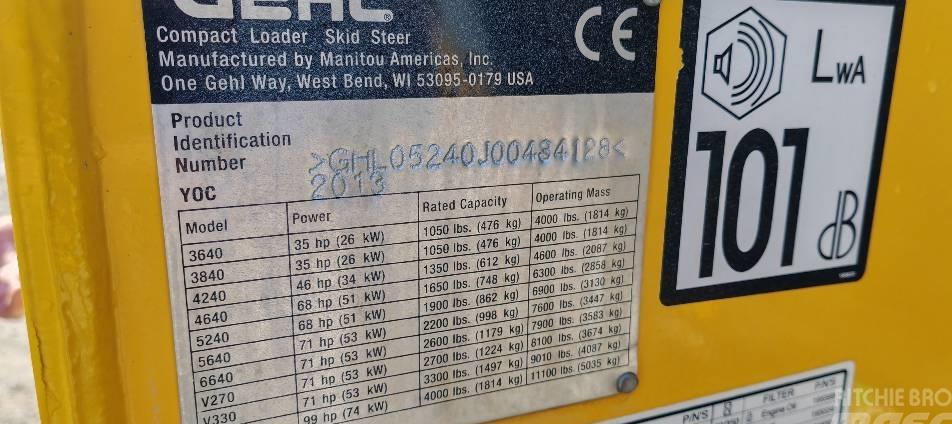 GEHL®
Compact Loader Skid Steer
Manufactured by Manitou Americas, Inc.
One Gehl Way, West Bend, WI 53095-0179 USA
CE
Product
Identification
Number >GHL05240J00484128<
YOC 2013
Model Power Rated Capacity Operating Mass
3640 35 hp (26 kW) 1050 lbs. (476 kg) 4000 lbs. (1814 kg)
3840 35 hp (26 kW) 1050 lbs. (476 kg) 4000 lbs. (1814 kg)
4240 46 hp (34 kW) 1350 lbs. (612 kg) 4600 lbs. (2087 kg)
4640 68 hp (51 kW) 1650 lbs. (748 kg) 6300 lbs. (2858 kg)
5240 68 hp (51 kW) 1900 lbs. (862 kg) 6900 lbs. (3130 kg)
5640 71 hp (53 kW) 2200 lbs. (998 kg) 7600 lbs. (3447 kg)
6640 71 hp (53 kW) 2600 lbs. (1179 kg) 7900 lbs. (3583 kg)
V270 71 hp (53 kW) 2700 lbs. (1224 kg) 8100 lbs. (3674 kg)
V330 71 hp (53 kW) 3300 lbs. (1497 kg) 9010 lbs. (4087 kg)
99 hp (74 kW) 4000 lbs. (1814 kg) 11100 lbs. (5035 kg)
LWA
101
dB
P/N'S FILTER P/N'S
Engine Oil
RITCHIE BRO